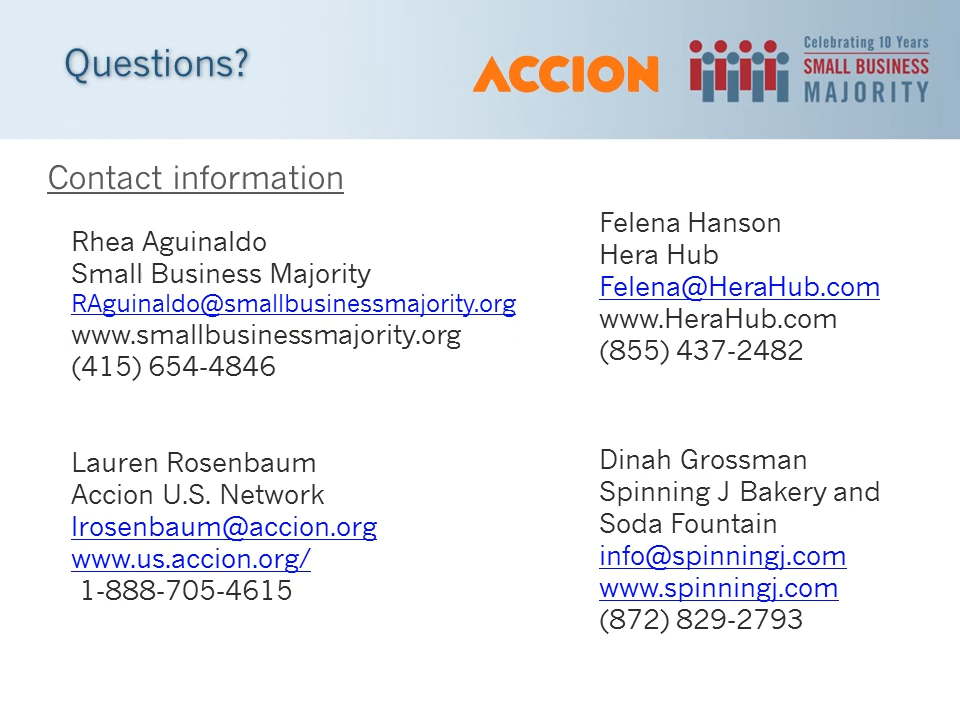 Questions?
ACCION
Celebrating 10 Years
SMALL BUSINESS
MAJORITY
Contact information
Rhea Aguinaldo
Small Business Majority
RAguinaldo@smallbusinessmajority.org
www.smallbusinessmajority.org
(415) 654-4846
Felena Hanson
Hera Hub
Felena@HeraHub.com
www.HeraHub.com
(855) 437-2482
Lauren Rosenbaum
Accion U.S. Network
lrosenbaum@accion.org
www.us.accion.org/
1-888-705-4615
Dinah Grossman
Spinning J Bakery and
Soda Fountain
info@spinningj.com
www.spinningj.com
(872) 829-2793